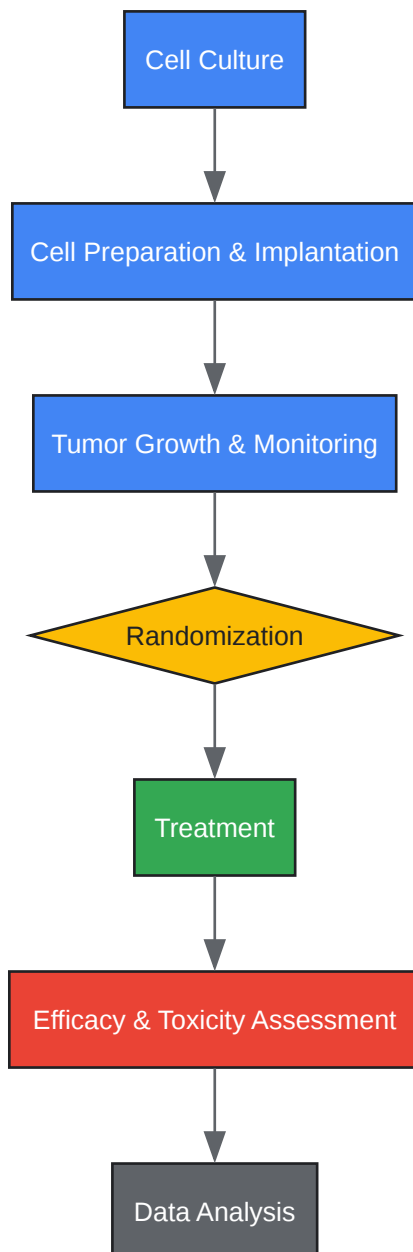 Cell Culture
Cell Preparation & Implantation
Tumor Growth & Monitoring
Randomization
Treatment
Efficacy & Toxicity Assessment
Data Analysis